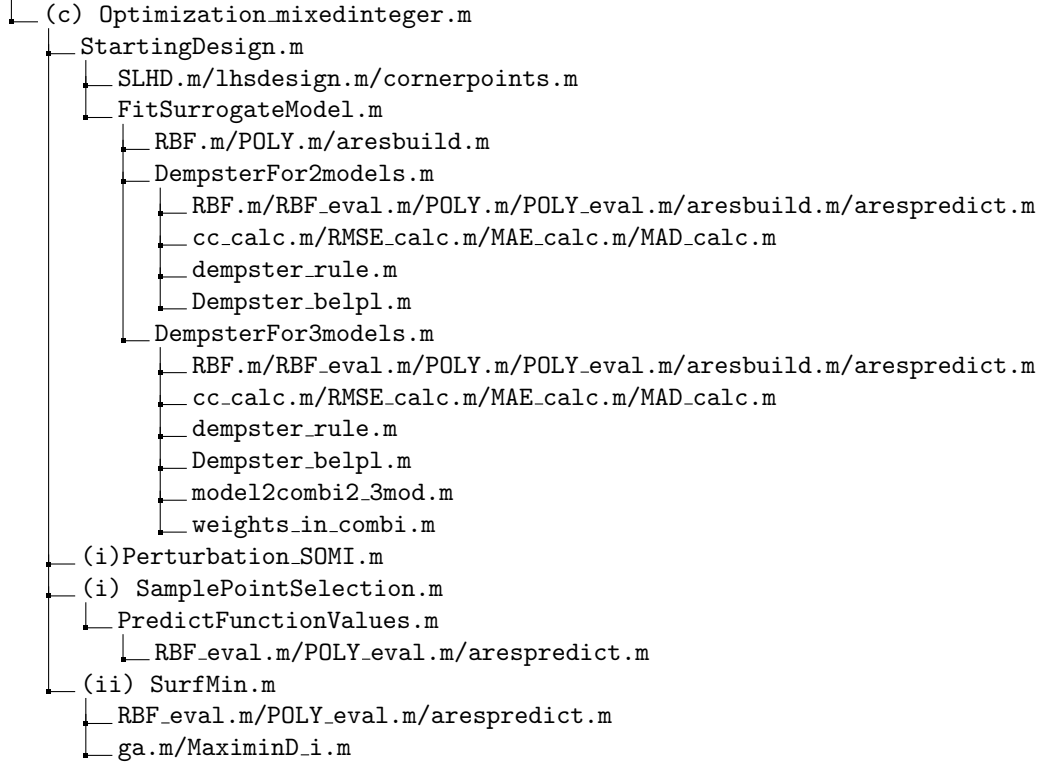 (c) Optimization_mixedinteger.m
StartingDesign.m
SLHD.m/lhsdesign.m/cornerpoints.m
FitSurrogateModel.m
RBF.m/POLY.m/aresbuild.m
DempsterFor2models.m
RBF.m/RBF_eval.m/POLY.m/POLY_eval.m/aresbuild.m/arespredict.m
cc_calc.m/RMSE_calc.m/MAE_calc.m/MAD_calc.m
dempster_rule.m
Dempster_belpl.m
DempsterFor3models.m
RBF.m/RBF_eval.m/POLY.m/POLY_eval.m/aresbuild.m/arespredict.m
cc_calc.m/RMSE_calc.m/MAE_calc.m/MAD_calc.m
dempster_rule.m
Dempster_belpl.m
model2combi2_3mod.m
weights_in_combi.m
(i)Perturbation_SOMI.m
(i) SamplePointSelection.m
PredictFunctionValues.m
RBF_eval.m/POLY_eval.m/arespredict.m
(ii) SurfMin.m
RBF_eval.m/POLY_eval.m/arespredict.m
ga.m/MaximinD_i.m